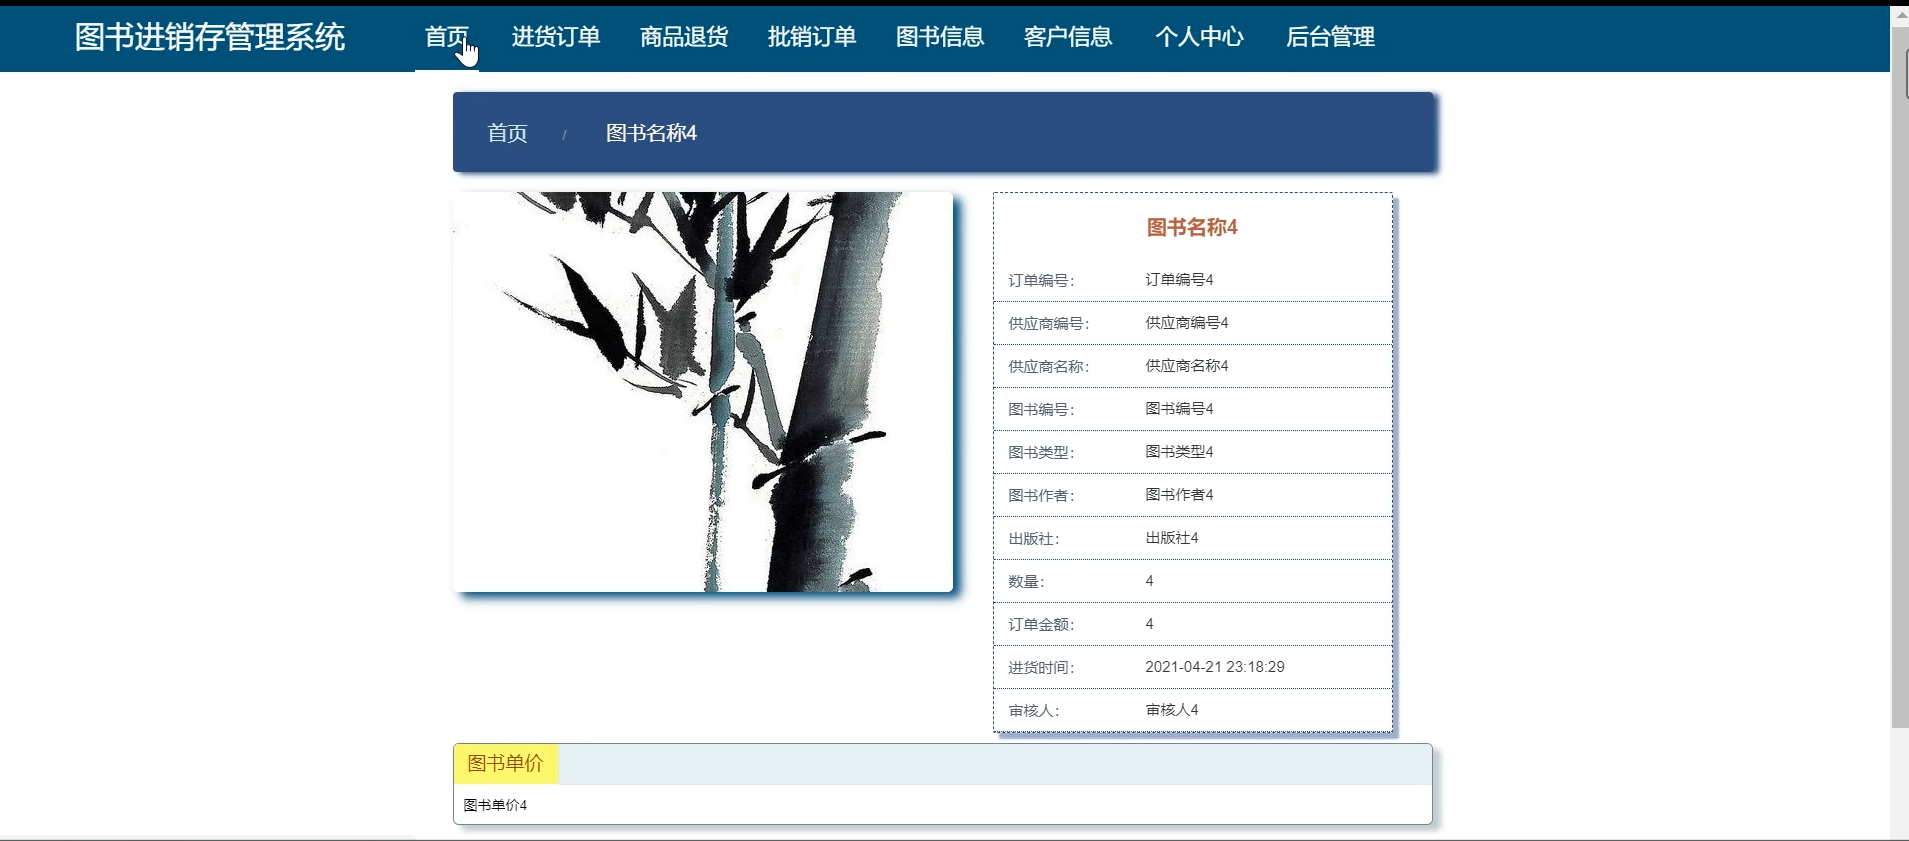 图书进销存管理系统 首页 进货订单 商品退货 批销订单 图书信息 客户信息 个人中心 后台管理
首页 / 图书名称4
图书名称4
订单编号： 订单编号4
供应商编号： 供应商编号4
供应商名称： 供应商名称4
图书编号： 图书编号4
图书类型： 图书类型4
图书作者： 图书作者4
出版社： 出版社4
数量： 4
订单金额： 4
进货时间： 2021-04-21 23:18:29
审核人： 审核人4
图书单价
图书单价4